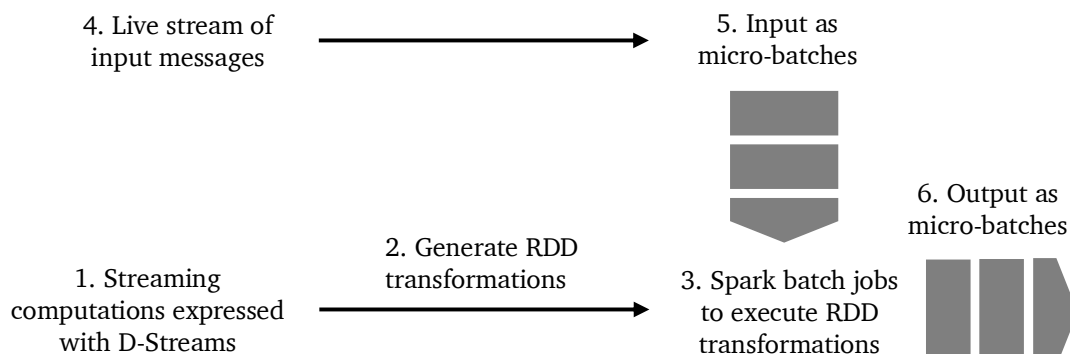 4. Live stream of
input messages
5. Input as
micro-batches
6. Output as
micro-batches
2. Generate RDD
transformations
1. Streaming
computations expressed
with D-Streams
3. Spark batch jobs
to execute RDD
transformations